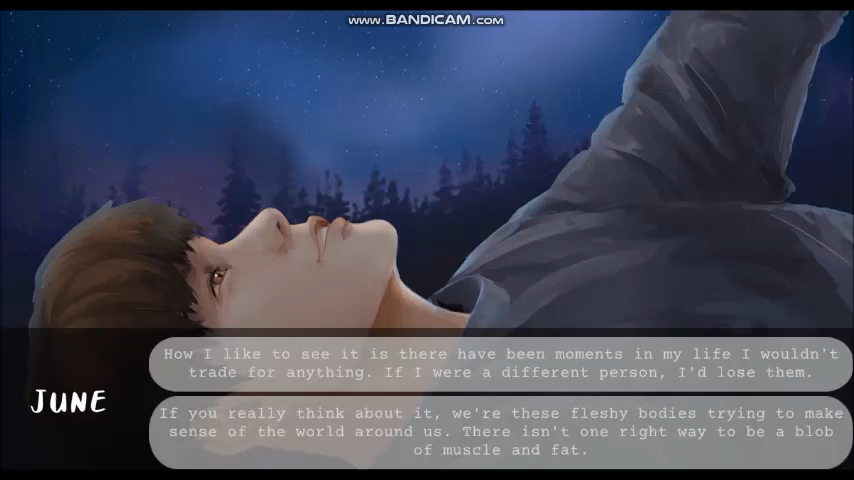 www.BANDICAM.com
How I like to see it is there have been moments in my life I wouldn't
trade for anything. If I were a different person, I'd lose them.
JUNE
If you really think about it, we're these fleshy bodies trying to make
sense of the world around us. There isn't one right way to be a blob
of muscle and fat.